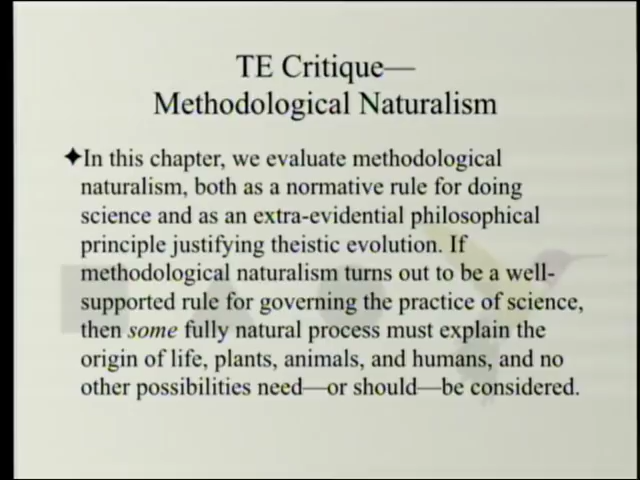 TE Critique—
Methodological Naturalism
✦In this chapter, we evaluate methodological
naturalism, both as a normative rule for doing
science and as an extra-evidential philosophical
principle justifying theistic evolution. If
methodological naturalism turns out to be a well-
supported rule for governing the practice of science,
then some fully natural process must explain the
origin of life, plants, animals, and humans, and no
other possibilities need—or should—be considered.